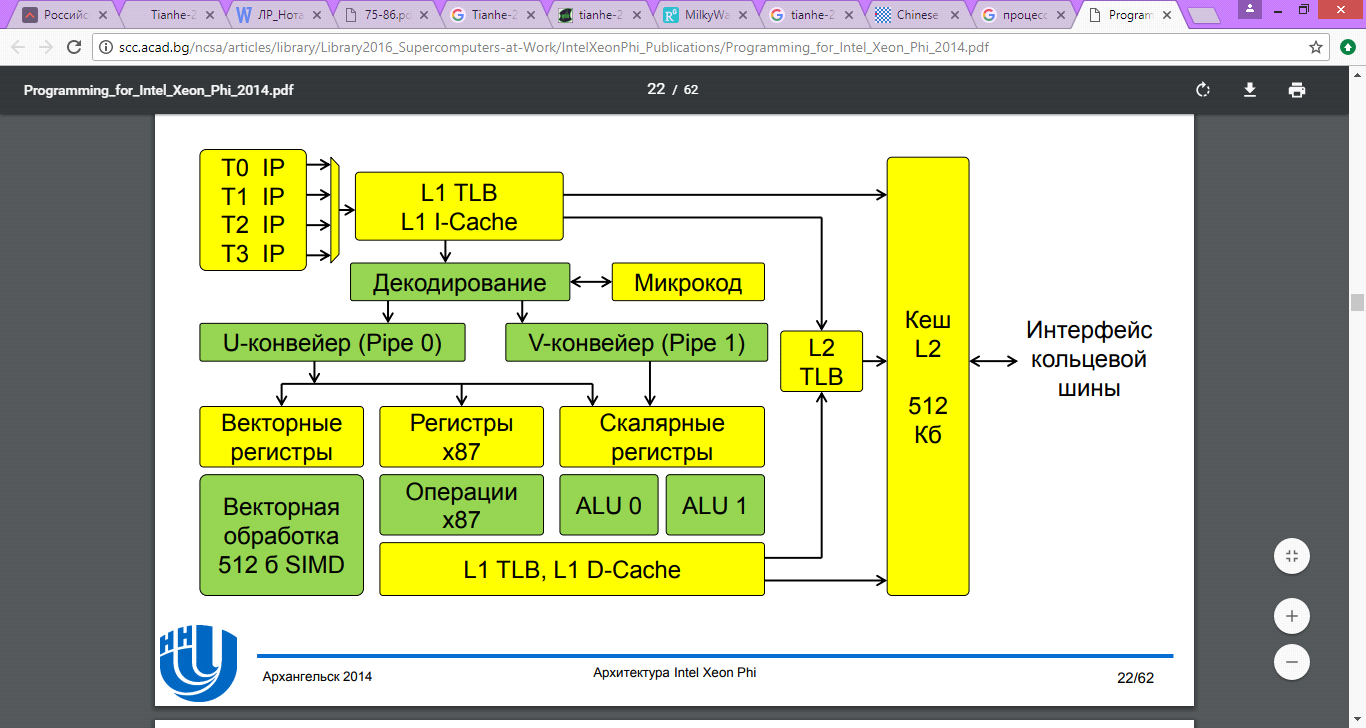 Российс
Tianhe-2
ЛР_Нота
75-86.po
Tianhe-2
tianhe-2
MilkyWa
tianhe-2
Chinese
процесс
Program
scc.acad.bg/ncsa/articles/library/Library2016_Supercomputers-at-Work/IntelXeonPhi_Publications/Programming_for_Intel_Xeon_Phi_2014.pdf
Programming_for_Intel_Xeon_Phi_2014.pdf
22 / 62
T0 IP
T1 IP
T2 IP
T3 IP
L1 TLB
L1 I-Cache
Декодирование
Микрокод
U-конвейер (Pipe 0)
V-конвейер (Pipe 1)
L2
TLB
Кеш
L2
512
Кб
Интерфейс
кольцевой
шины
Векторные
регистры
Регистры
x87
Скалярные
регистры
Векторная
обработка
512 б SIMD
Операции
x87
ALU 0
ALU 1
L1 TLB, L1 D-Cache
ННГУ
Архангельск 2014
Архитектура Intel Xeon Phi
22/62